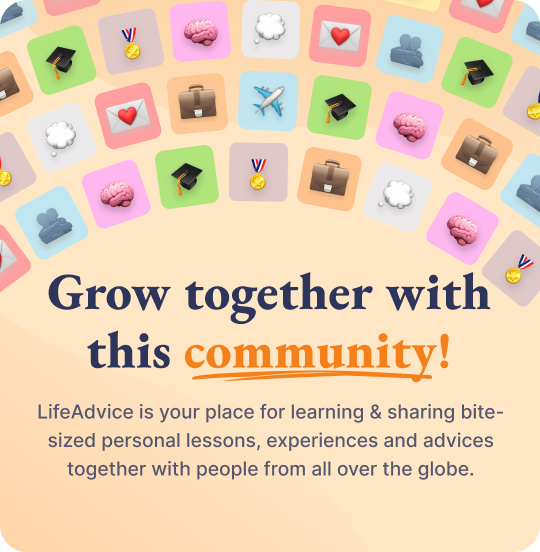 Grow together with
this community!
LifeAdvice is your place for learning & sharing bite-
sized personal lessons, experiences and advices
together with people from all over the globe.